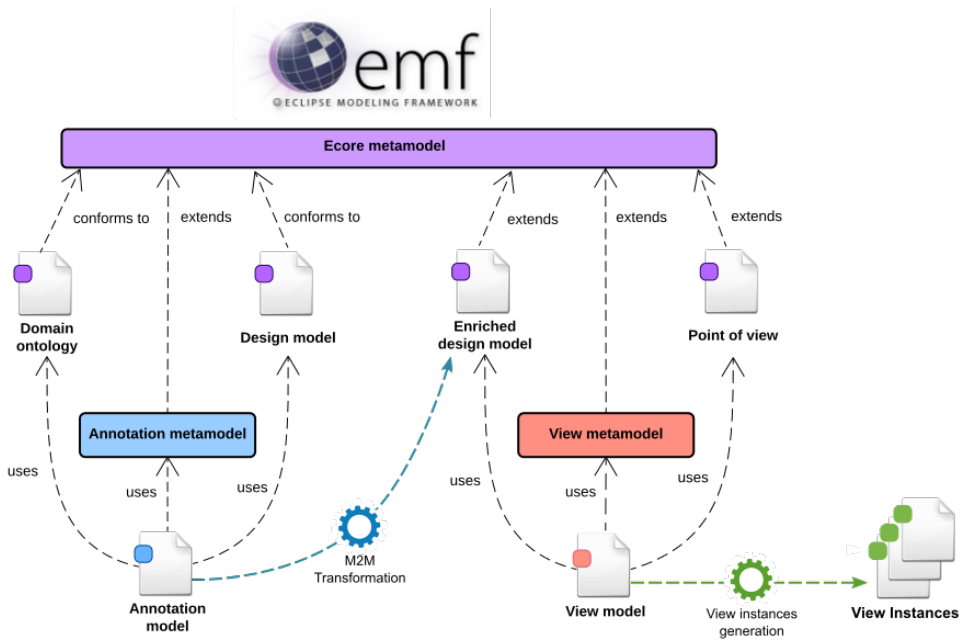 emf
ECLIPSE MODELING FRAMEWORK
Ecore metamodel
conforms to
extends
conforms to
extends
extends
extends
Domain
ontology
Design model
Enriched
design model
Point of view
Annotation metamodel
View metamodel
uses
uses
uses
uses
uses
uses
M2M
Transformation
Annotation
model
View model
View instances
generation
View Instances